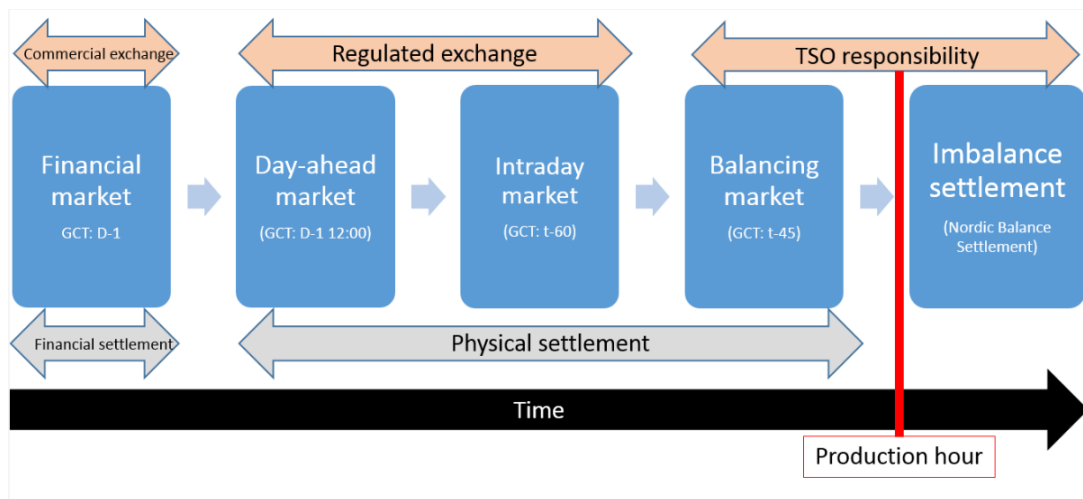 Commercial exchange
Regulated exchange
TSO responsibility
Financial
market
GCT: D-1
Day-ahead
market
(GCT: D-1 12:00)
Intraday
market
(GCT: t-60)
Balancing
market
(GCT: t-45)
Imbalance
settlement
(Nordic Balance
Settlement)
Financial settlement
Physical settlement
Time
Production hour